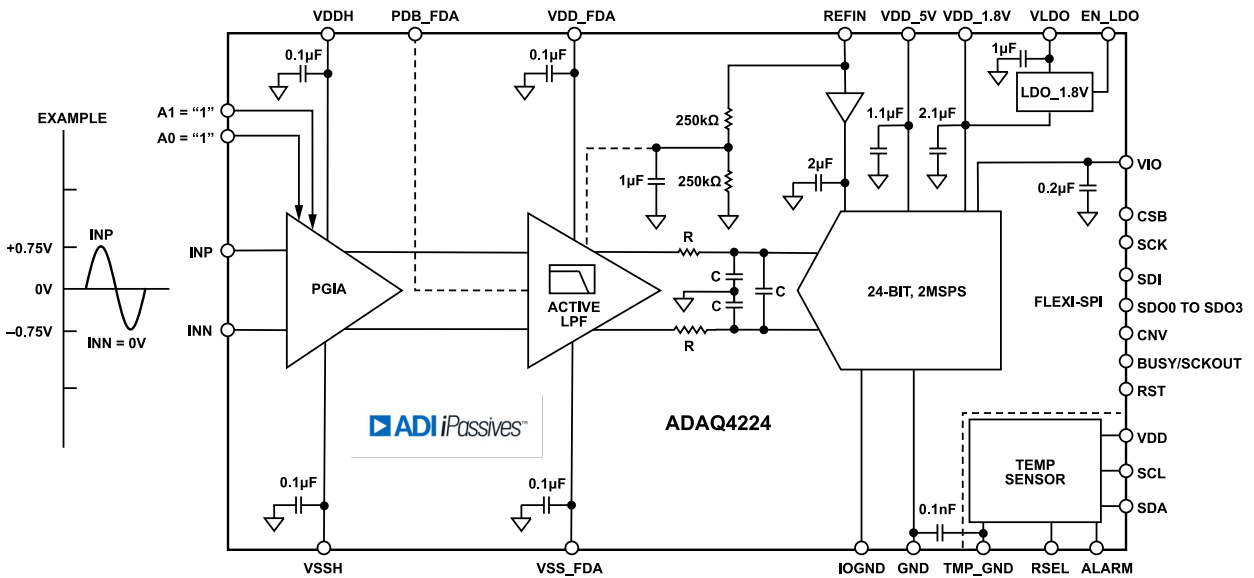 VDDH
PDB_FDA
VDD_FDA
REFIN
VDD_5V
VDD_1.8V
VLDO
EN_LDO
0.1µF
0.1µF
1µF
LDO_1.8V
A1 = “1”
A0 = “1”
EXAMPLE
250kΩ
1.1µF
2.1µF
1µF
250kΩ
2µF
VIO
0.2µF
CSB
SCK
SDI
SDO0 TO SDO3
CNV
BUSY/SCKOUT
RST
FLEXI-SPI
+0.75V
INP
0V
–0.75V
INN = 0V
INP
INN
PGIA
ACTIVE
LPF
R
C
C
C
R
24-BIT, 2MSPS
ADI iPassives™
ADAQ4224
TEMP
SENSOR
VDD
SCL
SDA
0.1µF
0.1µF
0.1nF
VSSH
VSS_FDA
IOGND
GND
TMP_GND
RSEL
ALARM